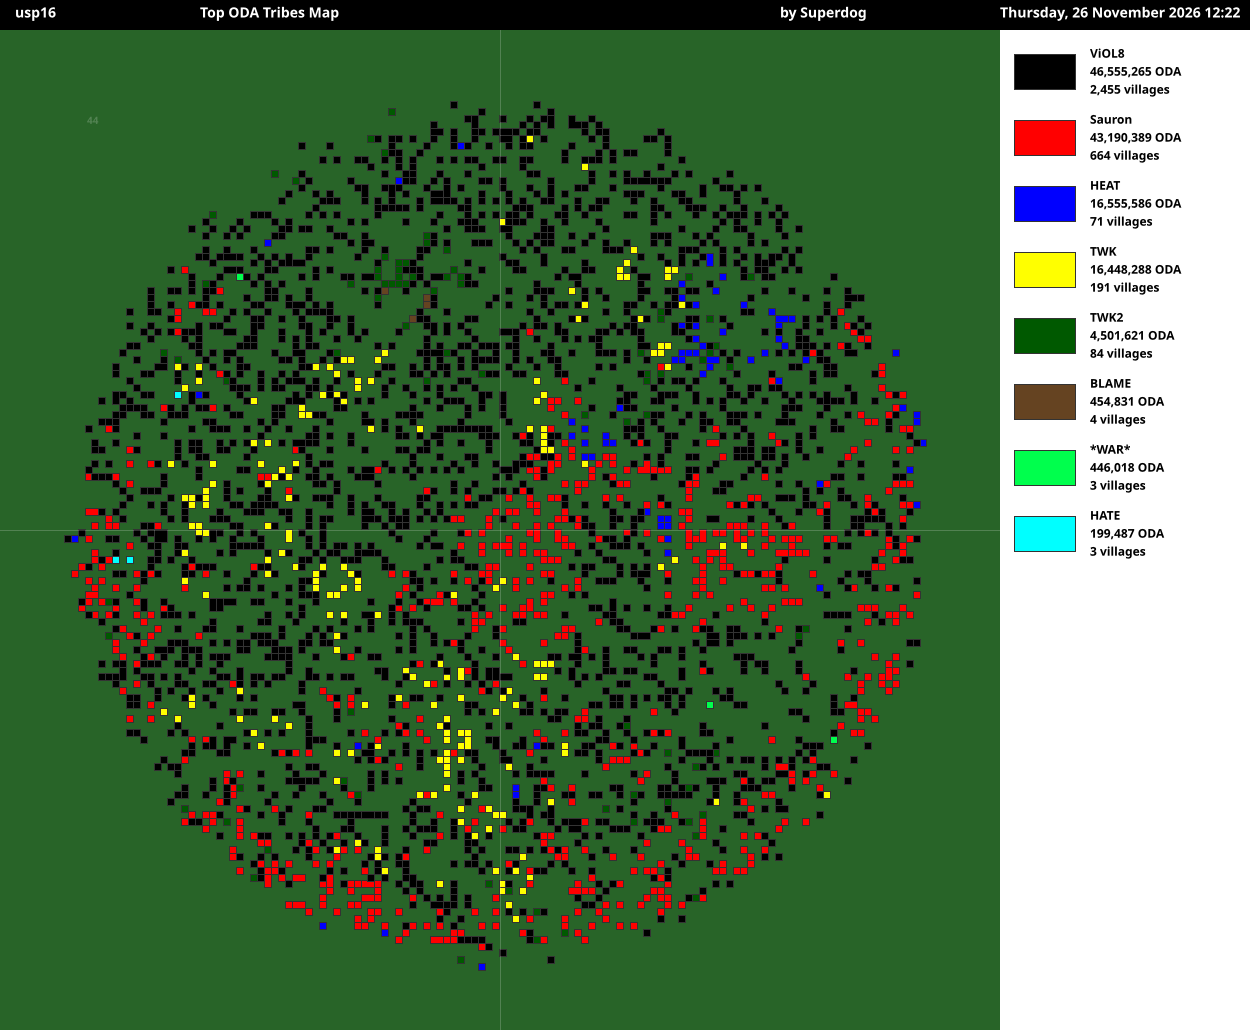 usp16 Top ODA Tribes Map by Superdog Thursday, 26 November 2026 12:22
44
ViOL8
46,555,265 ODA
2,455 villages
Sauron
43,190,389 ODA
664 villages
HEAT
16,555,586 ODA
71 villages
TWK
16,448,288 ODA
191 villages
TWK2
4,501,621 ODA
84 villages
BLAME
454,831 ODA
4 villages
*WAR*
446,018 ODA
3 villages
HATE
199,487 ODA
3 villages